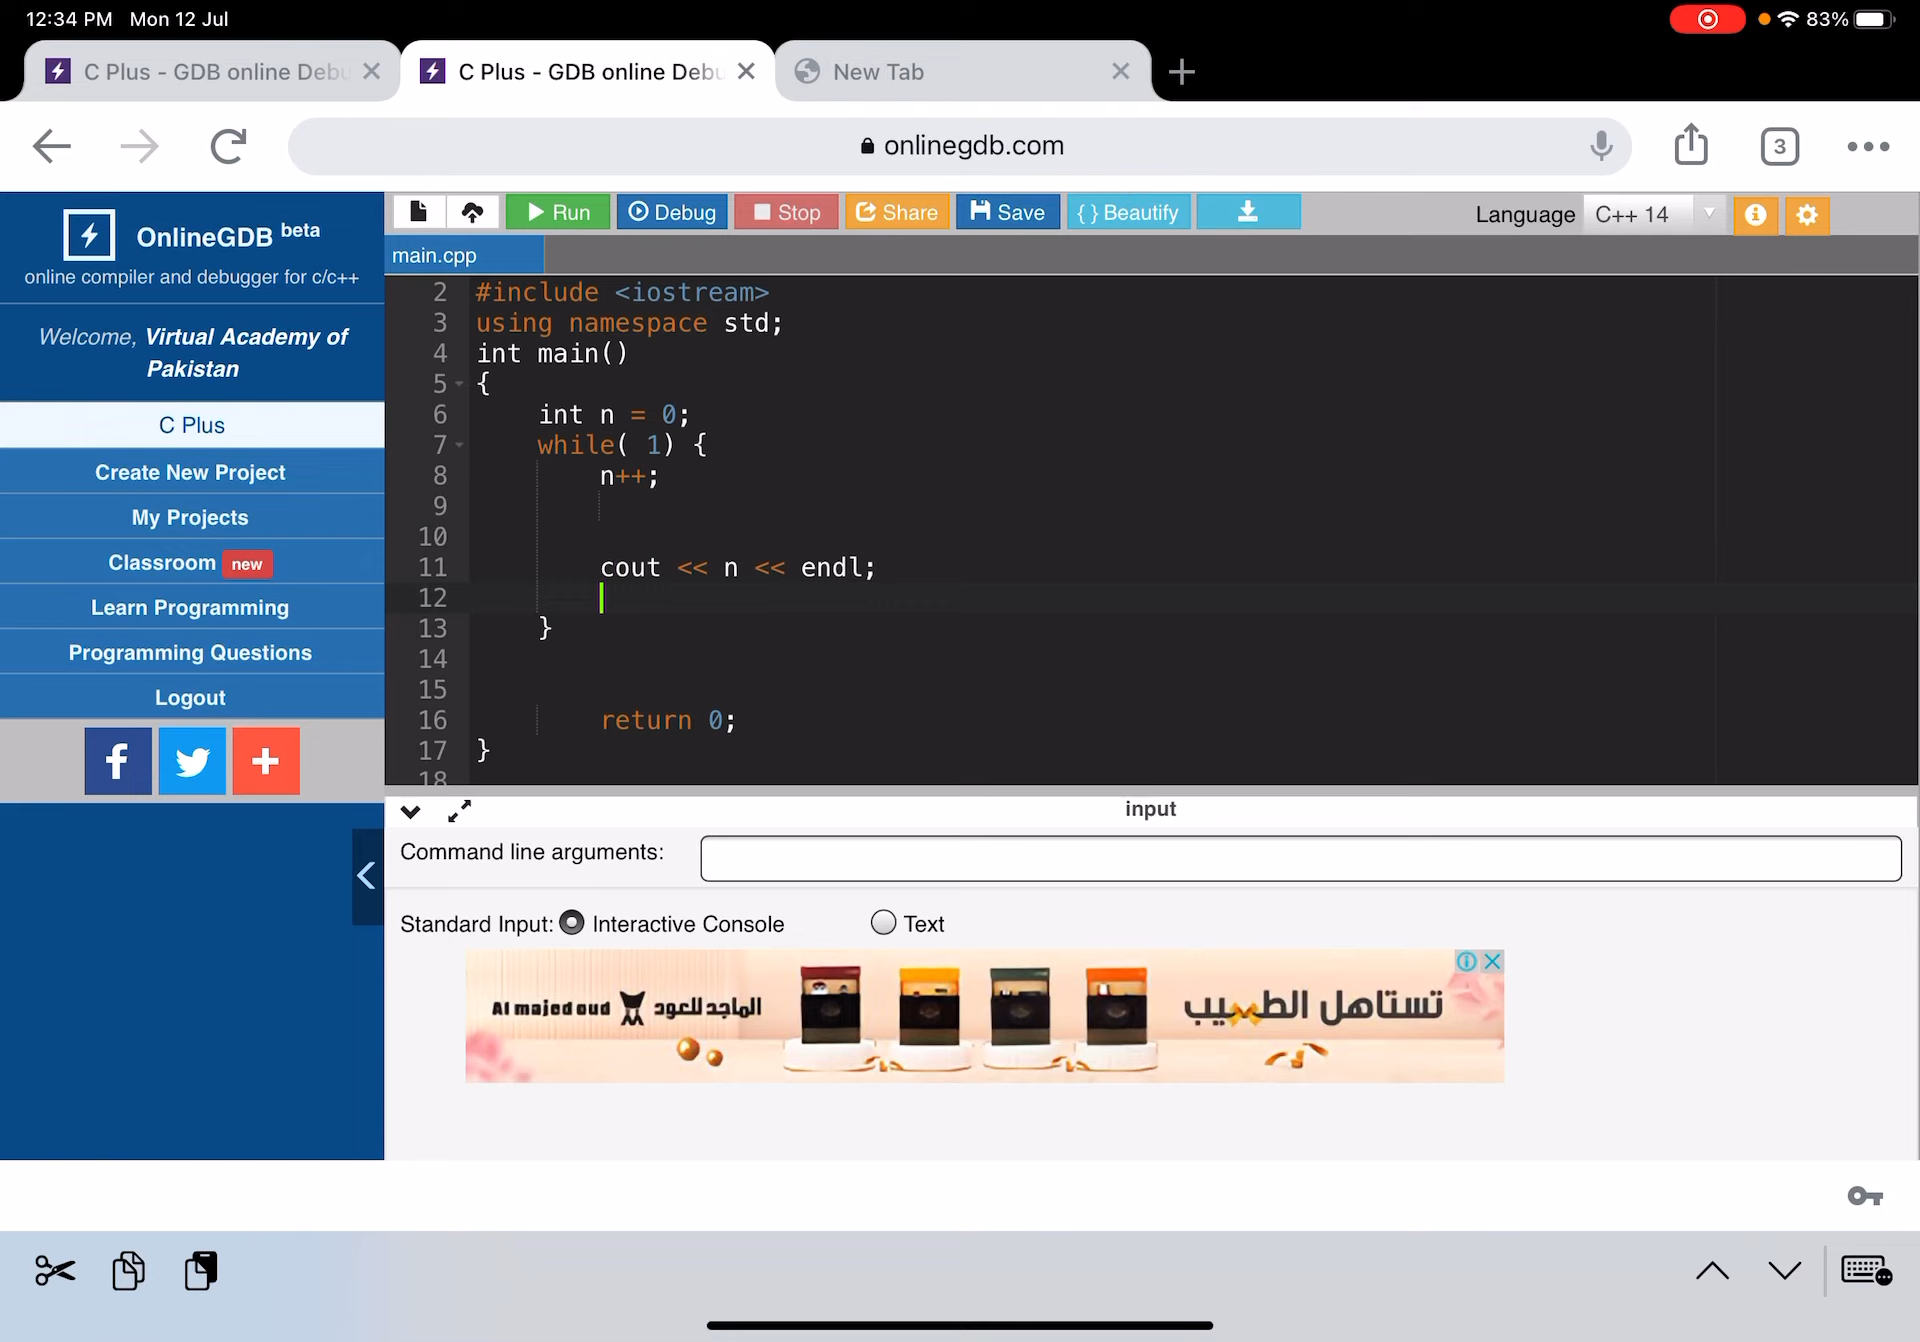 12:34 PM Mon 12 Jul
83%
C Plus - GDB online Debu
C Plus - GDB online Debu
New Tab
onlinegdb.com
3
OnlineGDB beta
online compiler and debugger for c/c++
Welcome, Virtual Academy of
Pakistan
C Plus
Create New Project
My Projects
Classroom new
Learn Programming
Programming Questions
Logout
Run
Debug
Stop
Share
Save
{ } Beautify
Language C++ 14
main.cpp
2 #include <iostream>
3 using namespace std;
4 int main()
5 {
6 int n = 0;
7 while( 1) {
8 n++;
9
10
11 cout << n << endl;
12
13 }
14
15
16 return 0;
17 }
18
input
Command line arguments:
Standard Input: Interactive Console Text
Al majed oud الماجد للعود
تستاهل الطيب